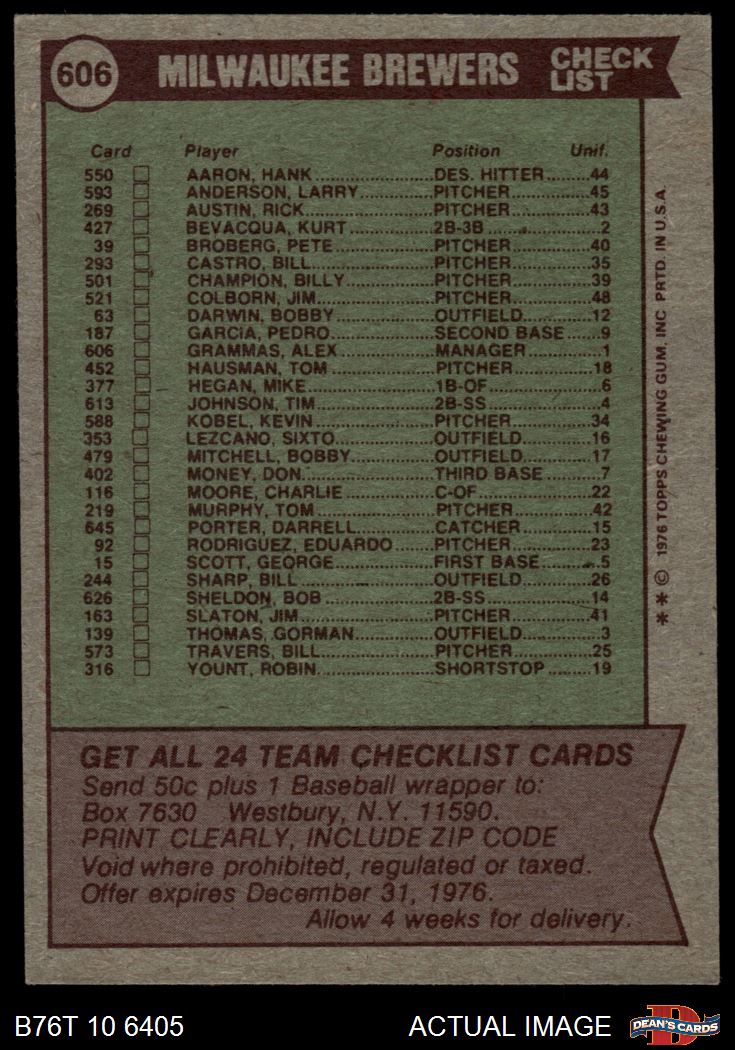 606 MILWAUKEE BREWERS CHECK LIST
Card Player Position Unif.
550 AARON, HANK DES. HITTER 44
593 ANDERSON, LARRY PITCHER 45
269 AUSTIN, RICK PITCHER 43
427 BEVACQUA, KURT 2B-3B 2
39 BROBERG, PETE PITCHER 40
293 CASTRO, BILL PITCHER 35
501 CHAMPION, BILLY PITCHER 39
521 COLBORN, JIM PITCHER 48
63 DARWIN, BOBBY OUTFIELD 12
187 GARCIA, PEDRO SECOND BASE 9
606 GRAMMAS, ALEX MANAGER 1
452 HAUSMAN, TOM PITCHER 18
377 HEGAN, MIKE 1B-OF 6
613 JOHNSON, TIM 2B-SS 4
588 KOBEL, KEVIN PITCHER 34
353 LEZCANO, SIXTO OUTFIELD 16
479 MITCHELL, BOBBY OUTFIELD 17
402 MONEY, DON THIRD BASE 7
116 MOORE, CHARLIE C-OF 22
219 MURPHY, TOM PITCHER 42
645 PORTER, DARRELL CATCHER 15
92 RODRIGUEZ, EDUARDO PITCHER 23
15 SCOTT, GEORGE FIRST BASE 5
244 SHARP, BILL OUTFIELD 26
626 SHELDON, BOB 2B-SS 14
163 SLATON, JIM PITCHER 41
139 THOMAS, GORMAN OUTFIELD 3
573 TRAVERS, BILL PITCHER 25
316 YOUNT, ROBIN SHORTSTOP 19
** © 1976 TOPPS CHEWING GUM, INC PRTD. IN U.S.A.
GET ALL 24 TEAM CHECKLIST CARDS
Send 50c plus 1 Baseball wrapper to:
Box 7630 Westbury, N.Y. 11590.
PRINT CLEARLY, INCLUDE ZIP CODE
Void where prohibited, regulated or taxed.
Offer expires December 31, 1976.
Allow 4 weeks for delivery.
B76T 10 6405 ACTUAL IMAGE D DEAN'S CARDS